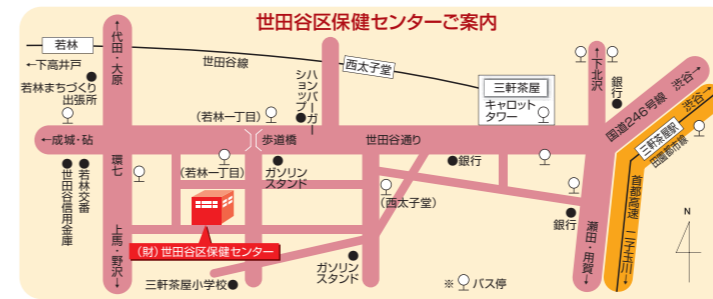 世田谷区保健センターご案内
←代田・大原
若林
←下高井戸
若林まちづくり
出張所
世田谷線
ハンバーガー
ショップ
西太子堂
三軒茶屋
キャロット
タワー
←下北沢
銀行
国道246号線 渋谷→
渋谷→
三軒茶屋駅
田園都市線
(若林一丁目)
←成城・砧
歩道橋
世田谷通り
環七
若林交番
世田谷信用金庫
(若林一丁目)
ガソリン
スタンド
銀行
(西太子堂)
首都高速
二子玉川→
銀行
瀬田・用賀→
上馬・野沢→
(財)世田谷区保健センター
三軒茶屋小学校
ガソリン
スタンド
※ バス停
N